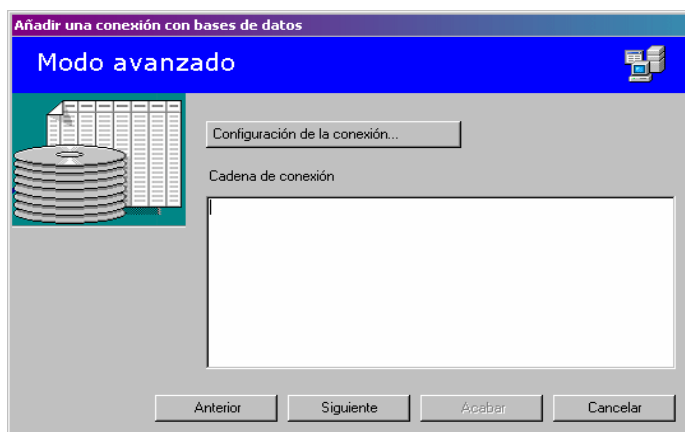 Añadir una conexión con bases de datos
Modo avanzado
Configuración de la conexión...
Cadena de conexión
Anterior
Siguiente
Acabar
Cancelar